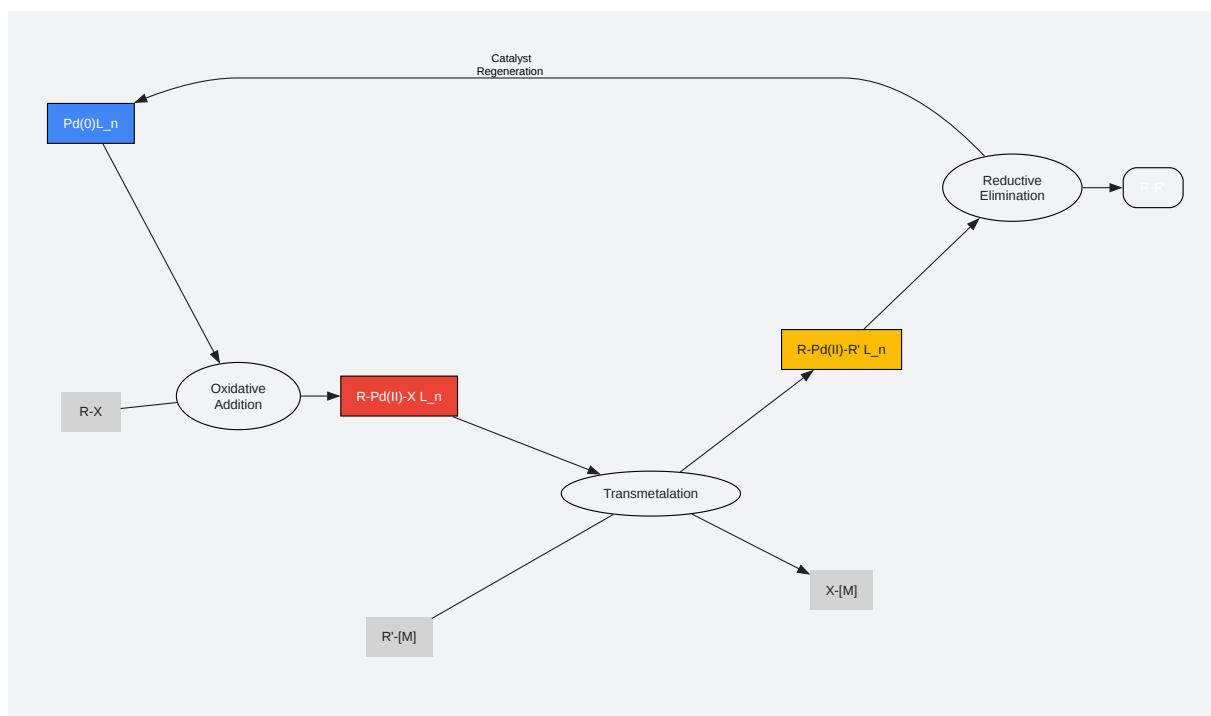 Catalyst
Regeneration
Pd(0)L_n
Reductive
Elimination
R-R'
R-Pd(II)-R' L_n
Oxidative
Addition
R-X
R-Pd(II)-X L_n
Transmetalation
X-[M]
R'-[M]